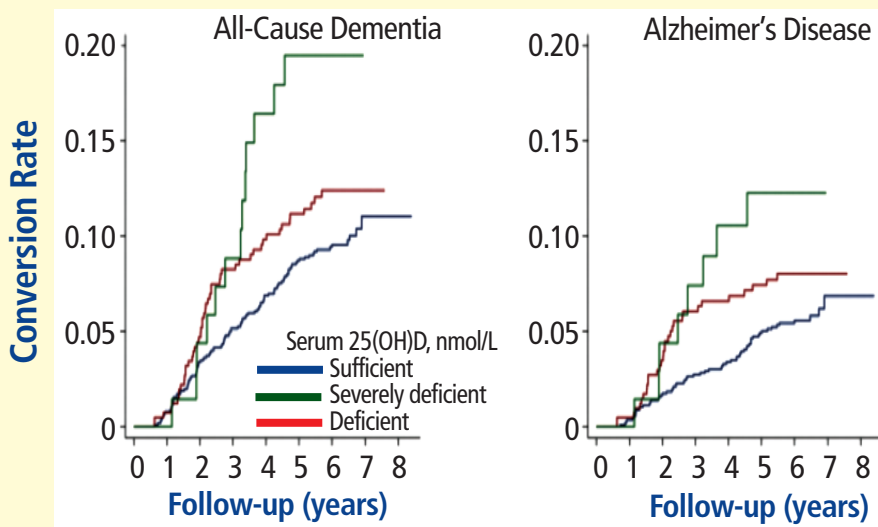 All-Cause Dementia
Alzheimer's Disease
Conversion Rate
0.20
0.15
0.10
0.05
0
0 1 2 3 4 5 6 7 8
Follow-up (years)
Serum 25(OH)D, nmol/L
Sufficient
Severely deficient
Deficient
0.20
0.15
0.10
0.05
0
0 1 2 3 4 5 6 7 8
Follow-up (years)